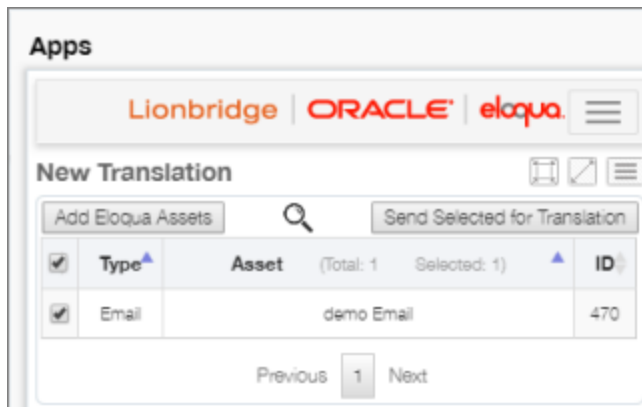 Apps
Lionbridge | ORACLE® | eloqua.
New Translation
Add Eloqua Assets Send Selected for Translation
Type Asset (Total: 1 Selected: 1) ID
Email demo Email 470
Previous 1 Next